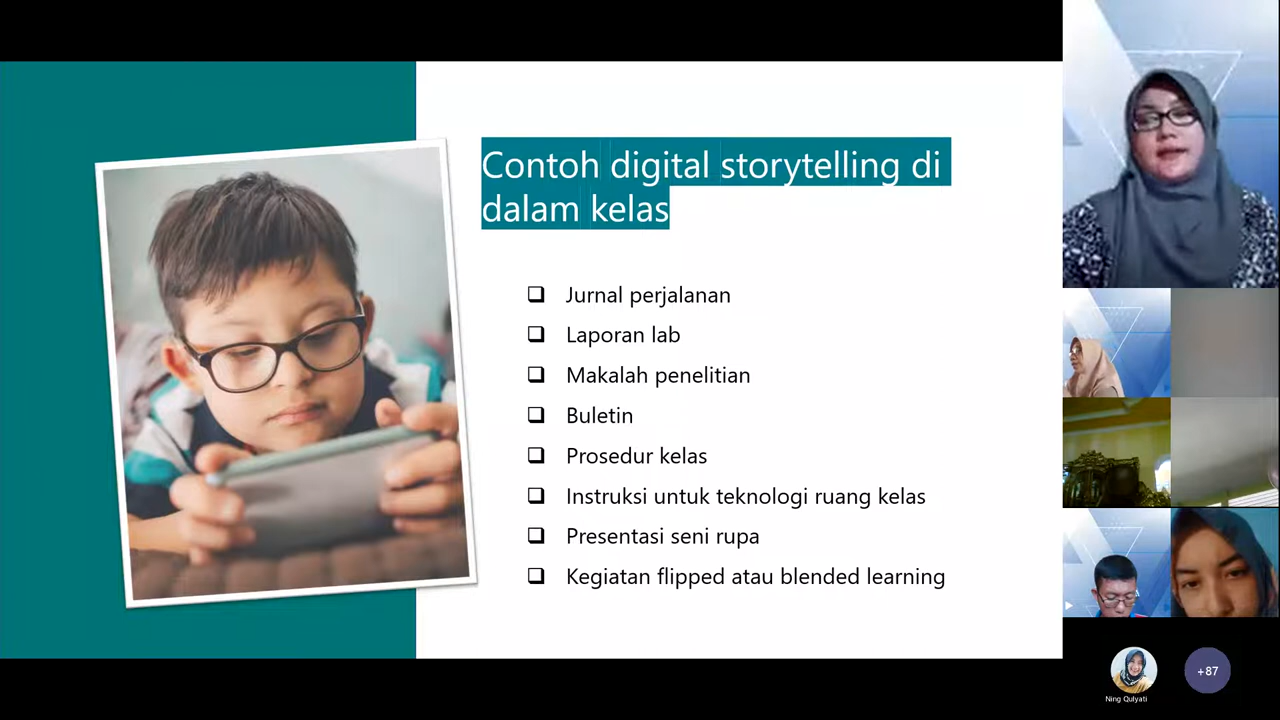 Contoh digital storytelling di
dalam kelas
Jurnal perjalanan
Laporan lab
Makalah penelitian
Buletin
Prosedur kelas
Instruksi untuk teknologi ruang kelas
Presentasi seni rupa
Kegiatan flipped atau blended learning
Ning Qulyati
+87